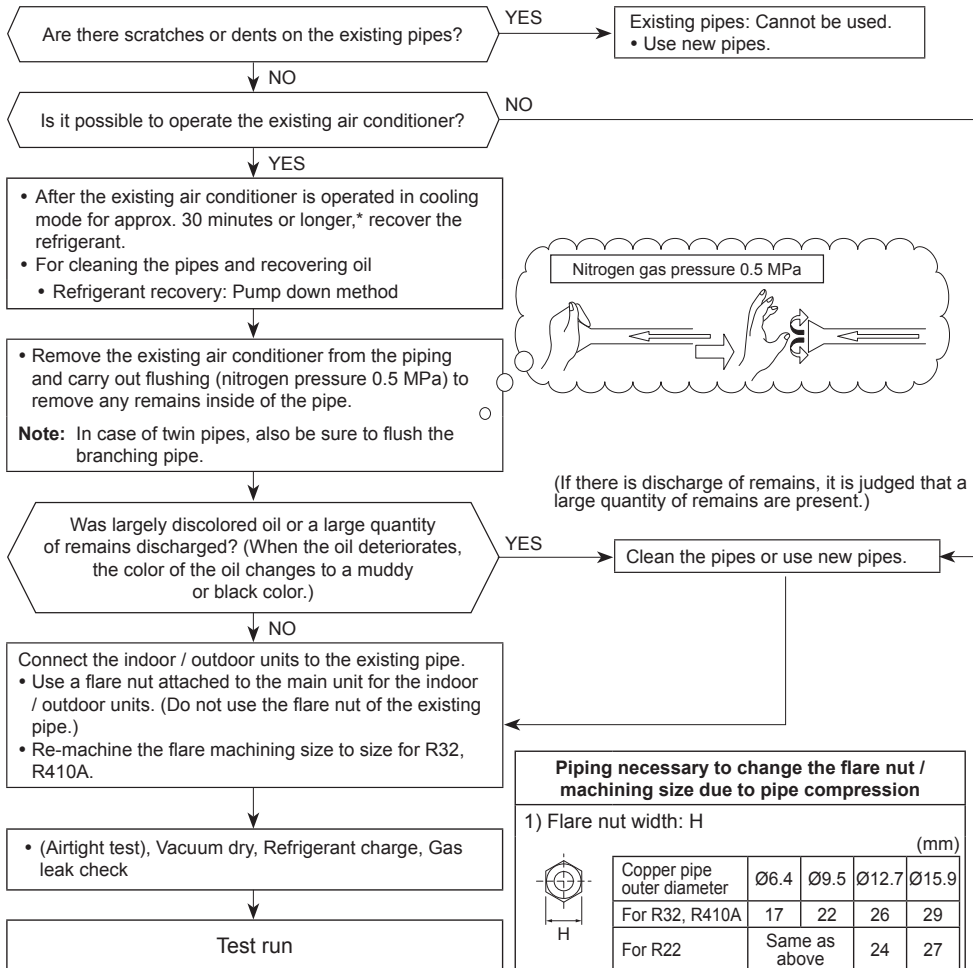 Are there scratches or dents on the existing pipes?
YES
Existing pipes: Cannot be used.
• Use new pipes.
NO
Is it possible to operate the existing air conditioner?
NO
YES
• After the existing air conditioner is operated in cooling
mode for approx. 30 minutes or longer,* recover the
refrigerant.
• For cleaning the pipes and recovering oil
• Refrigerant recovery: Pump down method
Nitrogen gas pressure 0.5 MPa
• Remove the existing air conditioner from the piping
and carry out flushing (nitrogen pressure 0.5 MPa) to
remove any remains inside of the pipe.
Note: In case of twin pipes, also be sure to flush the
branching pipe.
(If there is discharge of remains, it is judged that a
large quantity of remains are present.)
Was largely discolored oil or a large quantity
of remains discharged? (When the oil deteriorates,
the color of the oil changes to a muddy
or black color.)
YES
Clean the pipes or use new pipes.
NO
Connect the indoor / outdoor units to the existing pipe.
• Use a flare nut attached to the main unit for the indoor
/ outdoor units. (Do not use the flare nut of the existing
pipe.)
• Re-machine the flare machining size to size for R32,
R410A.
• (Airtight test), Vacuum dry, Refrigerant charge, Gas
leak check
Test run
Piping necessary to change the flare nut /
machining size due to pipe compression
1) Flare nut width: H
(mm)
H
Copper pipe
outer diameter
Ø6.4 Ø9.5 Ø12.7 Ø15.9
For R32, R410A 17 22 26 29
For R22 Same as
above 24 27